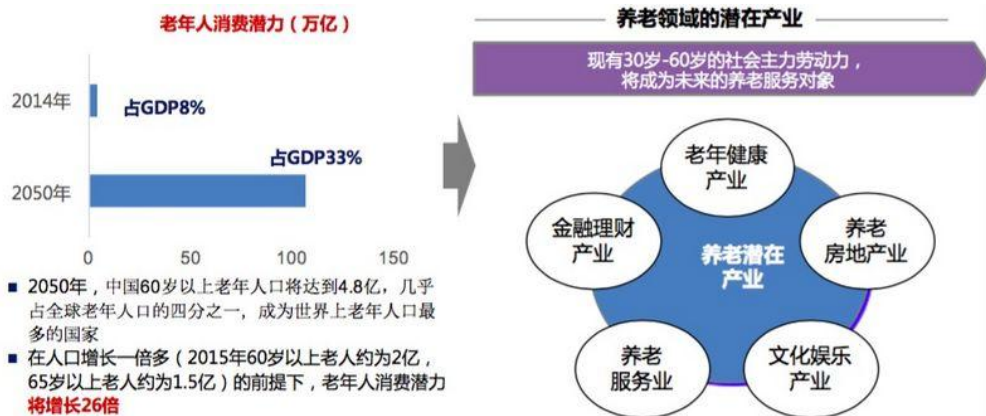 老年人消费潜力（万亿）
2014年
占GDP8%
占GDP33%
2050年
0
50
100
150
■ 2050年，中国60岁以上老年人口将达到4.8亿，几乎
占全球老年人口的四分之一，成为世界上老年人口最
多的国家
■ 在人口增长一倍多（2015年60岁以上老人约为2亿，
65岁以上老人约为1.5亿）的前提下，老年人消费潜力
将增长26倍
养老领域的潜在产业
现有30岁-60岁的社会主力劳动力，
将成为未来的养老服务对象
老年健康
产业
金融理财
产业
养老
房地产业
养老潜在
产业
养老
服务业
文化娱乐
产业